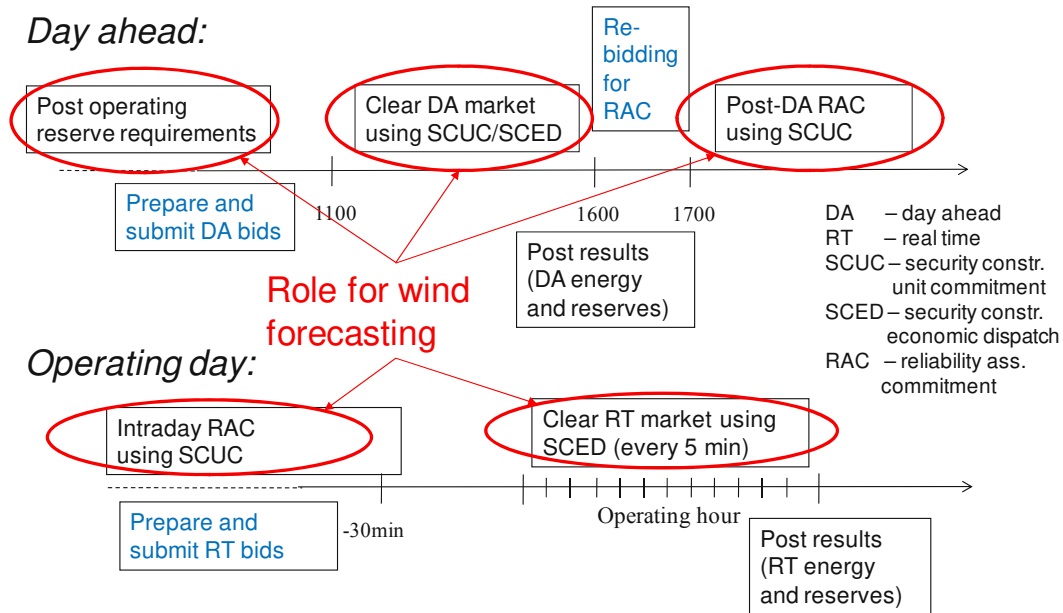 Day ahead:
Re-
bidding
for
RAC
Post operating
reserve requirements
Clear DA market
using SCUC/SCED
Post-DA RAC
using SCUC
Prepare and
submit DA bids
1100
1600
1700
Post results
(DA energy
and reserves)
DA – day ahead
RT – real time
SCUC – security constr.
unit commitment
SCED – security constr.
economic dispatch
RAC – reliability ass.
commitment
Role for wind
forecasting
Operating day:
Intraday RAC
using SCUC
Clear RT market using
SCED (every 5 min)
Prepare and
submit RT bids
-30min
Operating hour
Post results
(RT energy
and reserves)